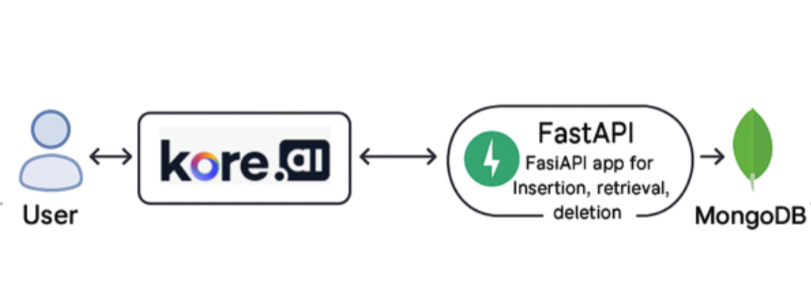 User
kore.ai
FastAPI
FasiAPI app for
Insertion, retrieval,
deletion
MongoDB